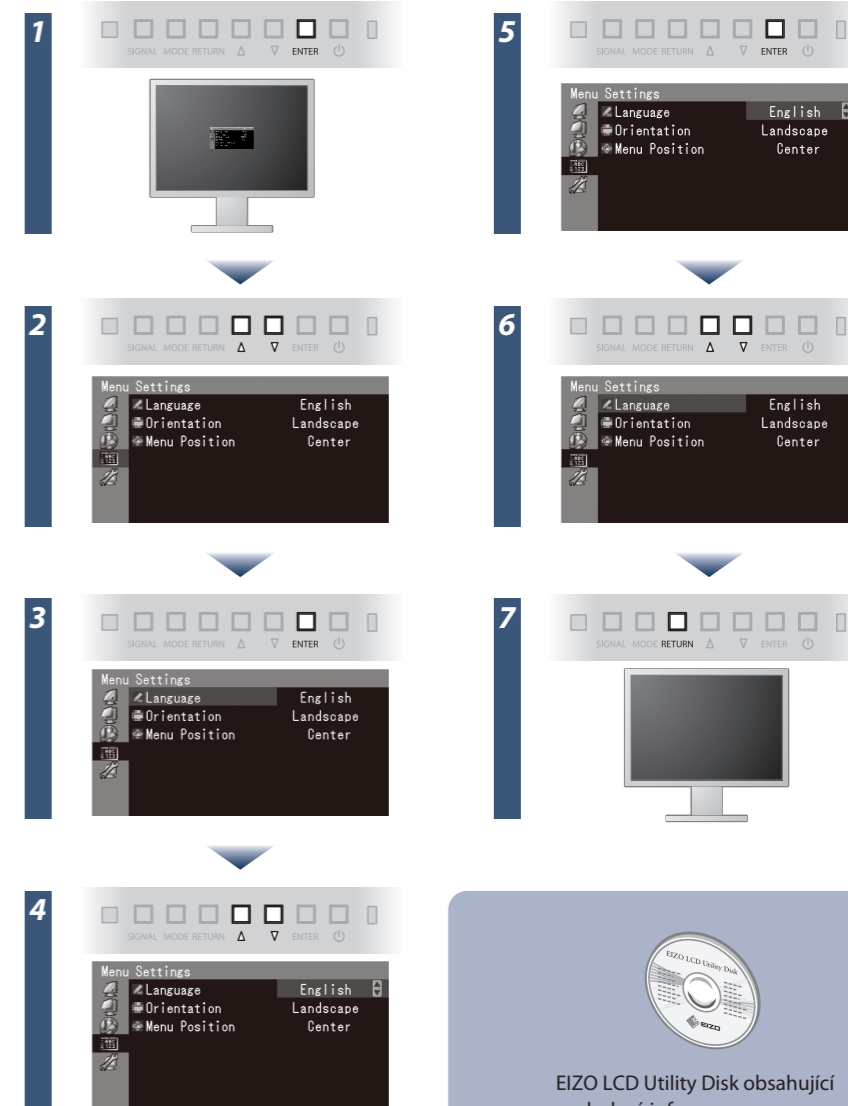 1
SIGNAL MODE RETURN Δ ∇ ENTER
2
SIGNAL MODE RETURN Δ ∇ ENTER
Menu Settings
Language English
Orientation Landscape
Menu Position Center
3
SIGNAL MODE RETURN Δ ∇ ENTER
Menu Settings
Language English
Orientation Landscape
Menu Position Center
4
SIGNAL MODE RETURN Δ ∇ ENTER
Menu Settings
Language English
Orientation Landscape
Menu Position Center
5
SIGNAL MODE RETURN Δ ∇ ENTER
Menu Settings
Language English
Orientation Landscape
Menu Position Center
6
SIGNAL MODE RETURN Δ ∇ ENTER
Menu Settings
Language English
Orientation Landscape
Menu Position Center
7
SIGNAL MODE RETURN Δ ∇ ENTER
EIZO LCD Utility Disk
EIZO
EIZO LCD Utility Disk obsahující